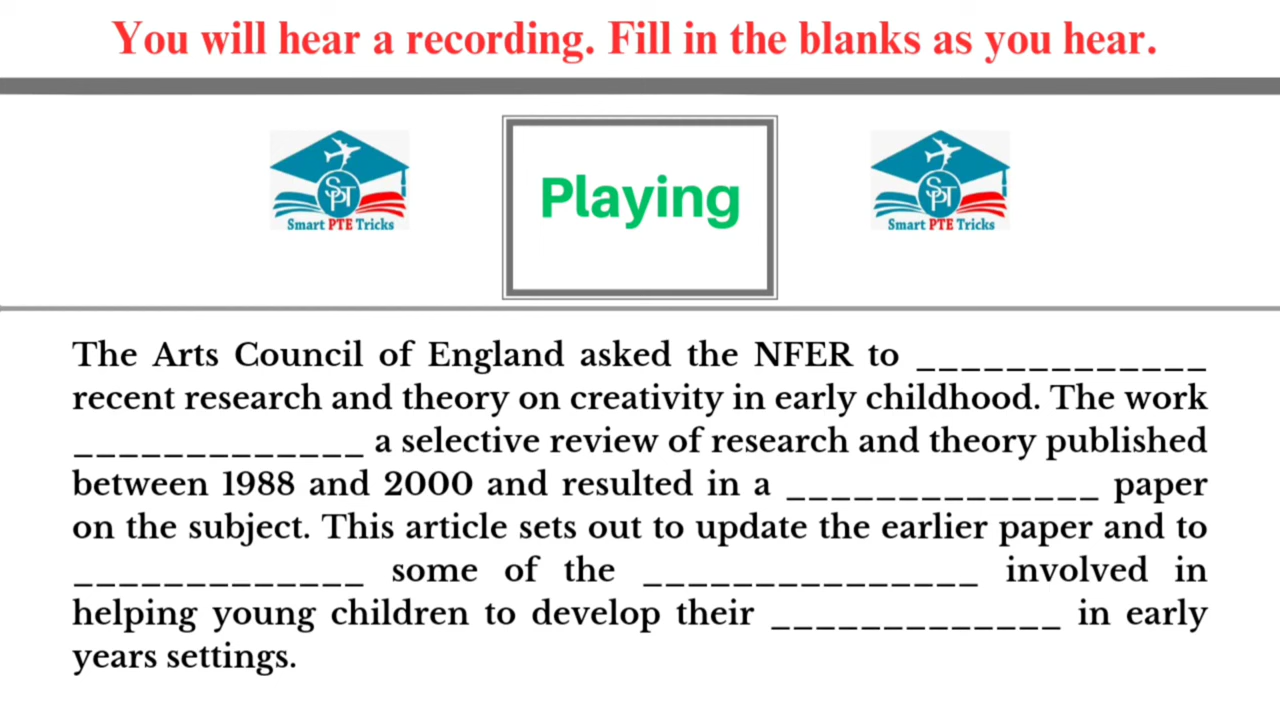 You will hear a recording. Fill in the blanks as you hear.
SPT
Smart PTE Tricks
Playing
SPT
Smart PTE Tricks
The Arts Council of England asked the NFER to _____________
recent research and theory on creativity in early childhood. The work
_____________ a selective review of research and theory published
between 1988 and 2000 and resulted in a ______________ paper
on the subject. This article sets out to update the earlier paper and to
_____________ some of the _______________ involved in
helping young children to develop their _____________ in early
years settings.